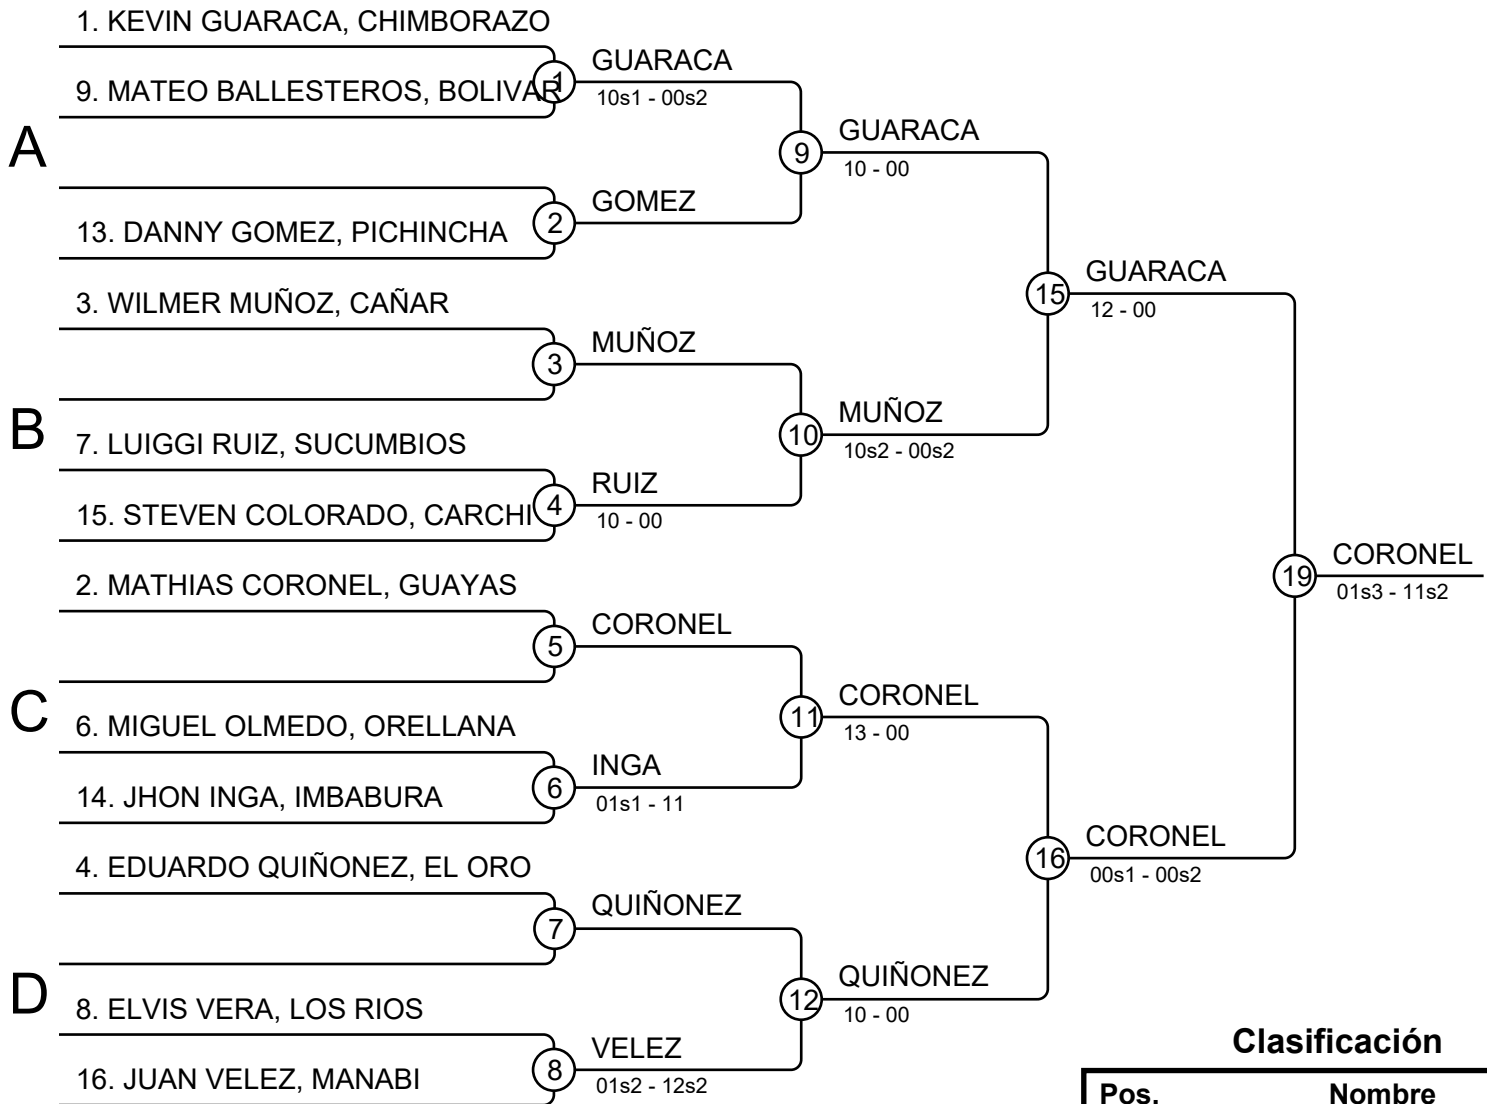 1. KEVIN GUARACA, CHIMBORAZO
9. MATEO BALLESTEROS, BOLIVAR
1
GUARACA
10s1 - 00s2
A
9
GUARACA
10 - 00
13. DANNY GOMEZ, PICHINCHA
2
GOMEZ
3. WILMER MUÑOZ, CAÑAR
15
GUARACA
12 - 00
3
MUÑOZ
B
10
MUÑOZ
10s2 - 00s2
7. LUIGGI RUIZ, SUCUMBIOS
15. STEVEN COLORADO, CARCHI
4
RUIZ
10 - 00
19
CORONEL
01s3 - 11s2
2. MATHIAS CORONEL, GUAYAS
5
CORONEL
C
11
CORONEL
13 - 00
6. MIGUEL OLMEDO, ORELLANA
14. JHON INGA, IMBABURA
6
INGA
01s1 - 11
4. EDUARDO QUIÑONEZ, EL ORO
16
CORONEL
00s1 - 00s2
7
QUIÑONEZ
D
12
QUIÑONEZ
10 - 00
8. ELVIS VERA, LOS RIOS
16. JUAN VELEZ, MANABI
8
VELEZ
01s2 - 12s2
Clasificación
Pos. Nombre